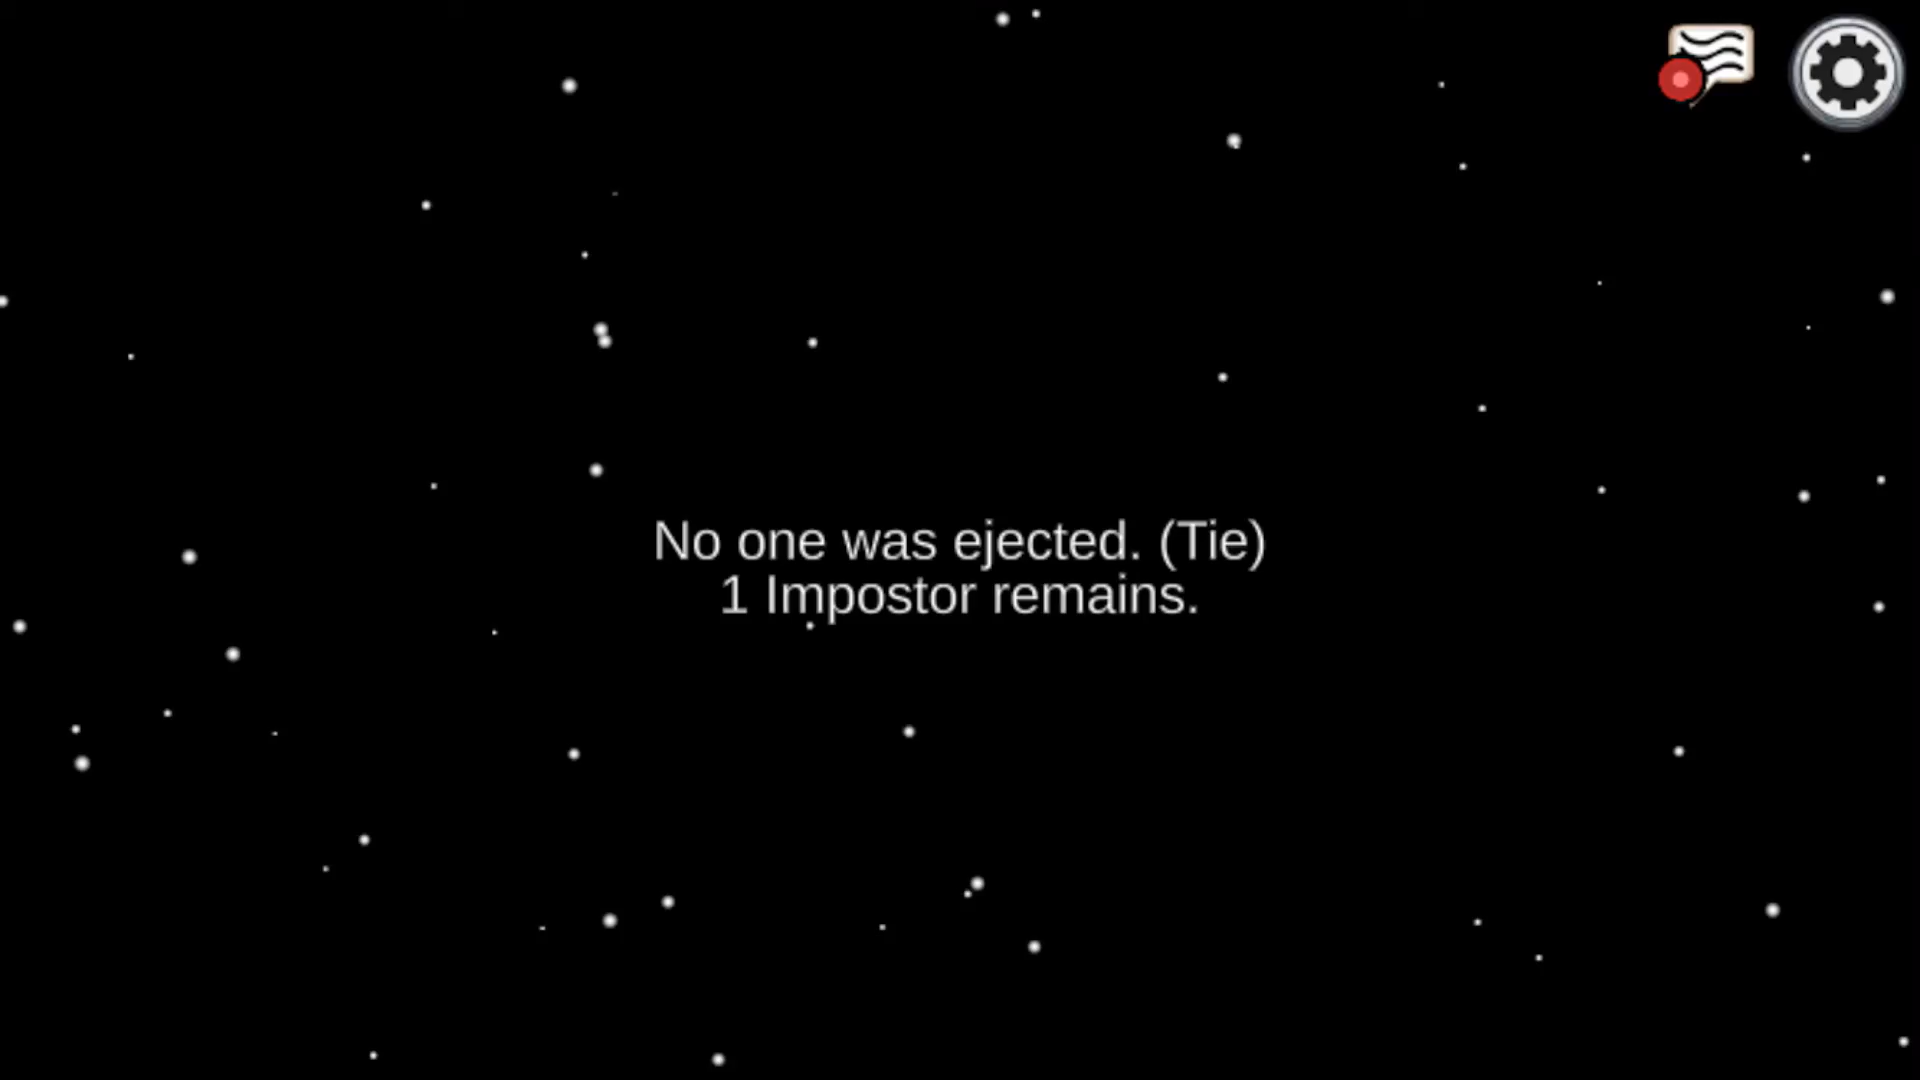 No one was ejected. (Tie)
1 Impostor remains.